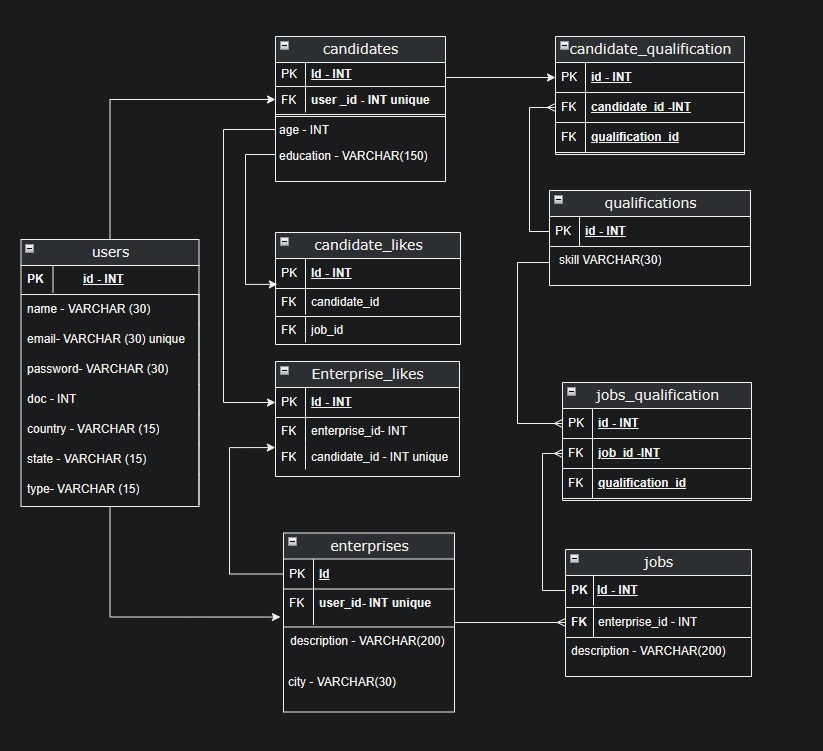 candidates
PK Id - INT
FK user _id - INT unique
age - INT
education - VARCHAR(150)
candidate_qualification
PK id - INT
FK candidate_id -INT
FK qualification_id
qualifications
PK id - INT
skill VARCHAR(30)
users
PK id - INT
name - VARCHAR (30)
email- VARCHAR (30) unique
password- VARCHAR (30)
doc - INT
country - VARCHAR (15)
state - VARCHAR (15)
type- VARCHAR (15)
candidate_likes
PK Id - INT
FK candidate_id
FK job_id
Enterprise_likes
PK Id - INT
FK enterprise_id- INT
FK candidate_id - INT unique
jobs_qualification
PK id - INT
FK job_id -INT
FK qualification_id
enterprises
PK Id
FK user_id- INT unique
description - VARCHAR(200)
city - VARCHAR(30)
jobs
PK Id - INT
FK enterprise_id - INT
description - VARCHAR(200)